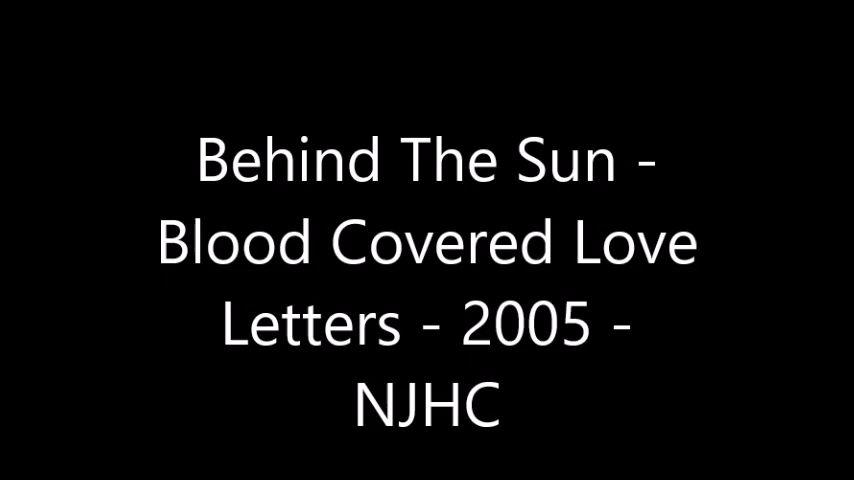 Behind The Sun -
Blood Covered Love
Letters - 2005 -
NJHC